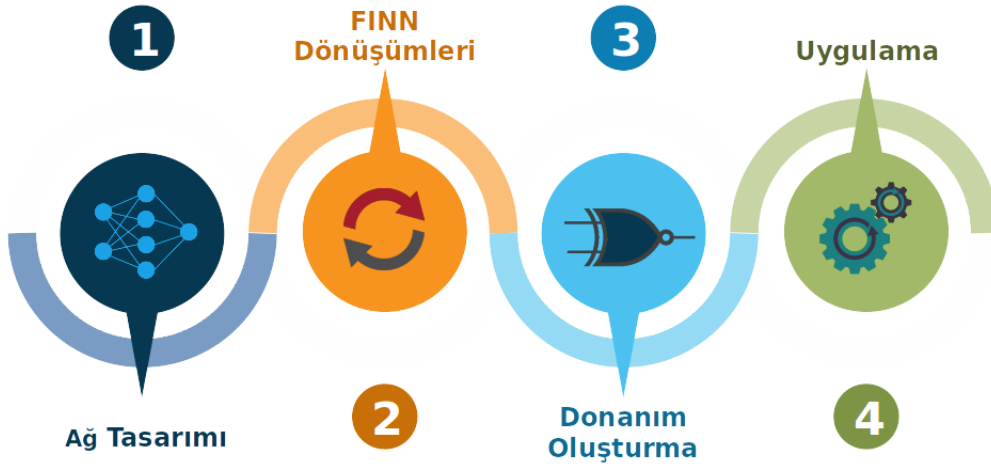 1
Ağ Tasarımı
FINN
Dönüşümleri
2
3
Donanım
Oluşturma
Uygulama
4